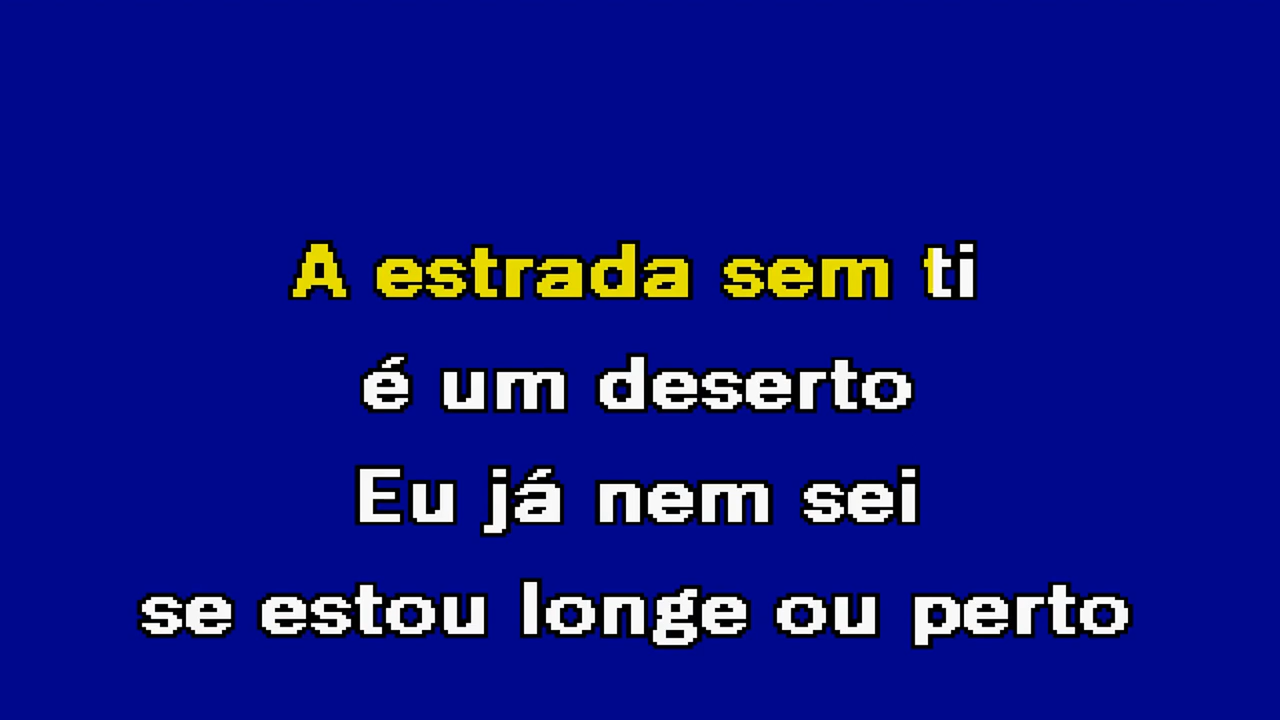 A estrada sem ti
é um deserto
Eu já nem sei
se estou longe ou perto